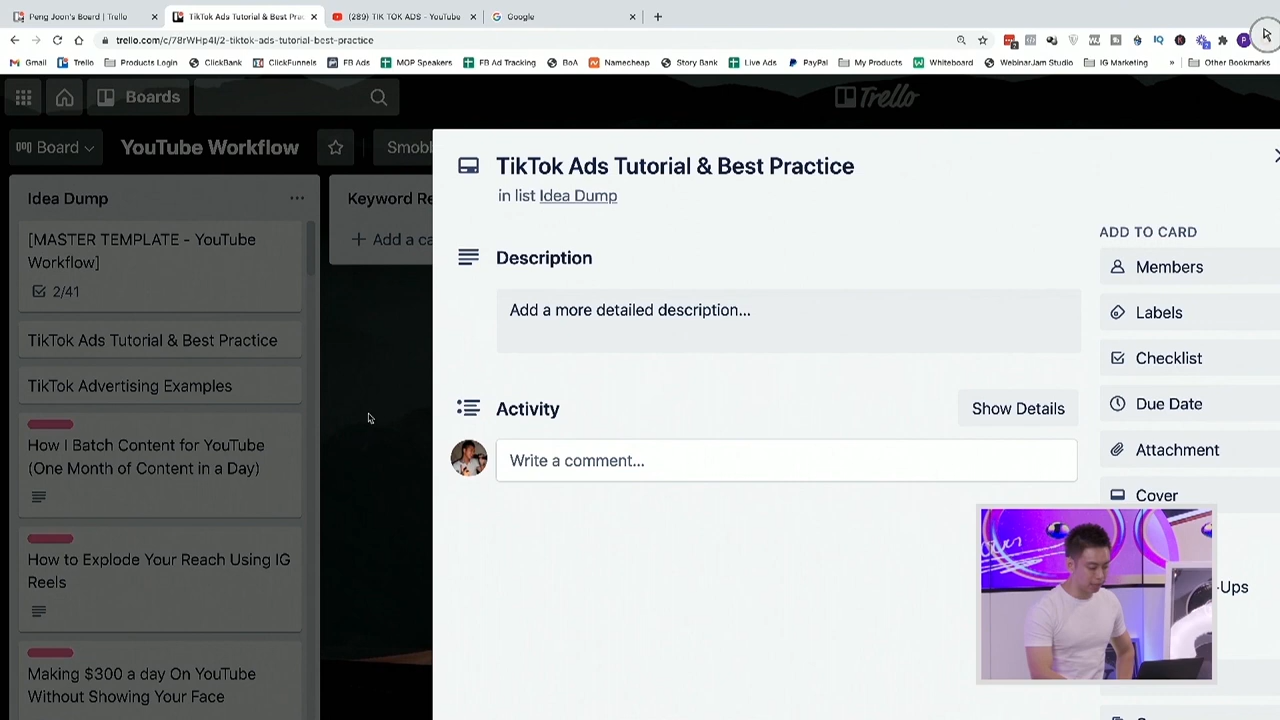 Peng Joon's Board | Trello
TikTok Ads Tutorial & Best Prac
(289) TIK TOK ADS - YouTube
Google
trello.com/c/78rWHp4I/2-tiktok-ads-tutorial-best-practice
Gmail
Trello
Products Login
ClickBank
ClickFunnels
FB Ads
MOP Speakers
FB Ad Tracking
BoA
Namecheap
Story Bank
Live Ads
PayPal
My Products
Whiteboard
WebinarJam Studio
IG Marketing
»
Other Bookmarks
Boards
Trello
Board
YouTube Workflow
Smobl
Idea Dump
Keyword Re
[MASTER TEMPLATE - YouTube
Workflow]
2/41
+ Add a ca
TikTok Ads Tutorial & Best Practice
TikTok Advertising Examples
How I Batch Content for YouTube
(One Month of Content in a Day)
How to Explode Your Reach Using IG
Reels
Making $300 a day On YouTube
Without Showing Your Face
TikTok Ads Tutorial & Best Practice
in list Idea Dump
Description
Add a more detailed description...
Activity
Show Details
Write a comment...
ADD TO CARD
Members
Labels
Checklist
Due Date
Attachment
Cover
-Ups